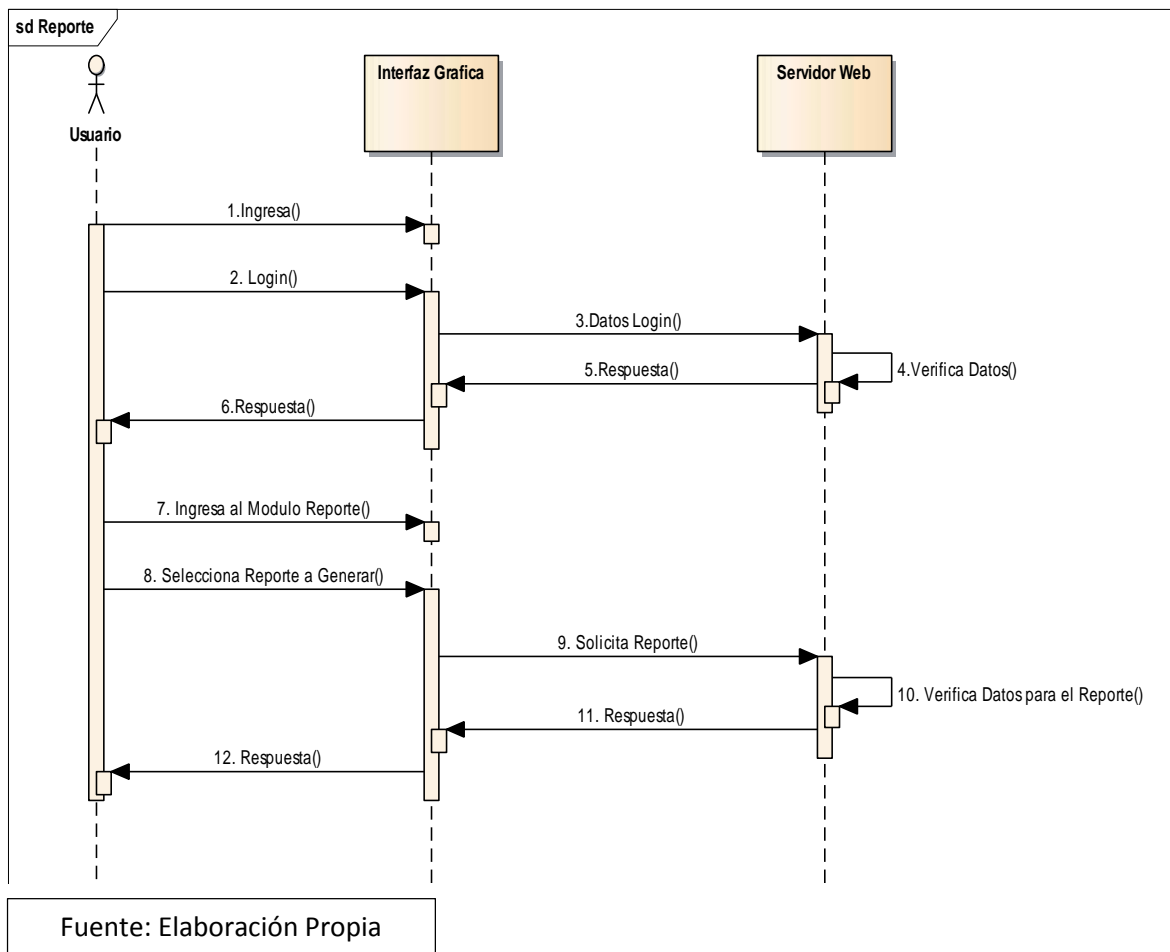 sd Reporte
Usuario
Interfaz Grafica
Servidor Web
1.Ingresa()
2. Login()
3.Datos Login()
4.Verifica Datos()
5.Respuesta()
6.Respuesta()
7. Ingresa al Modulo Reporte()
8. Selecciona Reporte a Generar()
9. Solicita Reporte()
10. Verifica Datos para el Reporte()
11. Respuesta()
12. Respuesta()
Fuente: Elaboración Propia